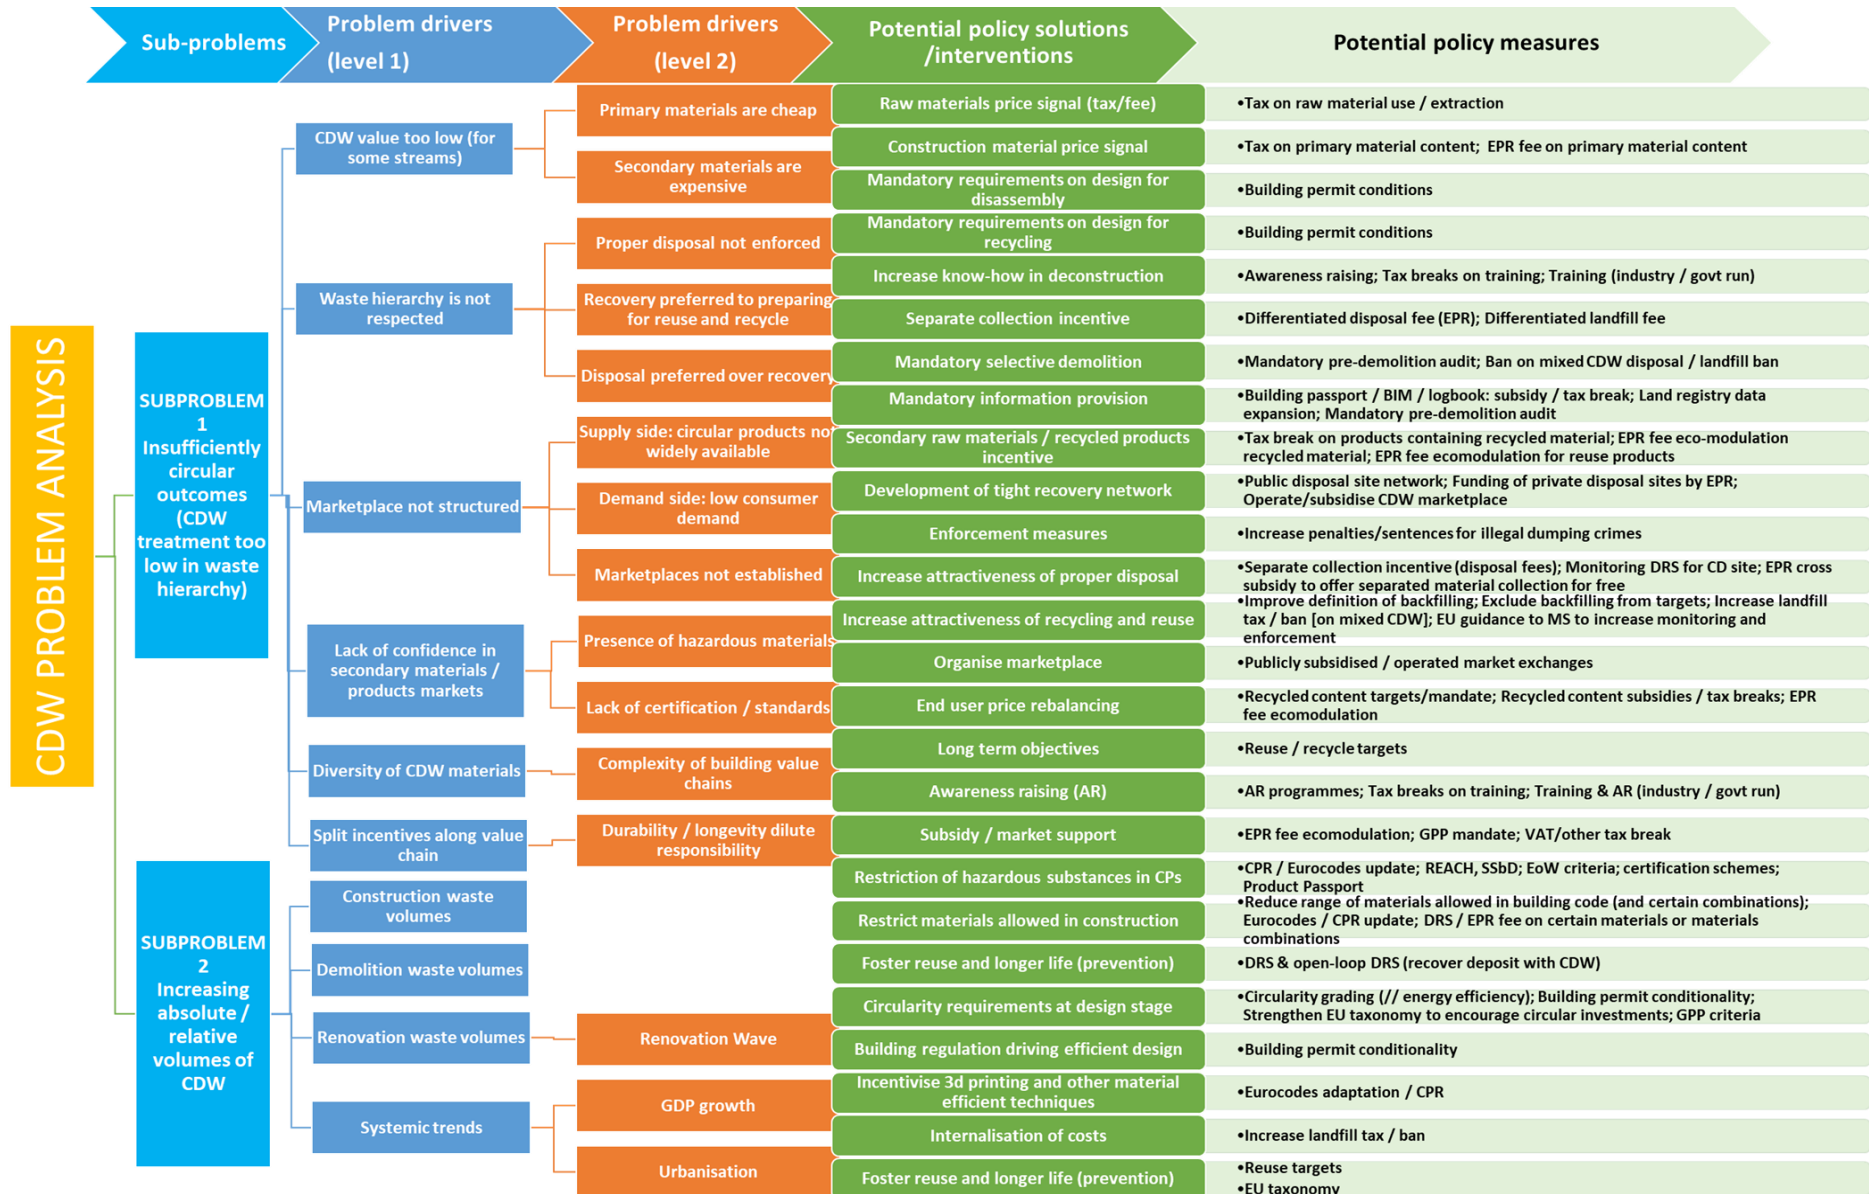 Sub-problems
Problem drivers
(level 1)
Problem drivers
(level 2)
Potential policy solutions
/interventions
Potential policy measures
CDW PROBLEM ANALYSIS
SUBPROBLEM
1
Insufficiently
circular
outcomes
(CDW
treatment too
low in waste
hierarchy)
SUBPROBLEM
2
Increasing
absolute /
relative
volumes of
CDW
CDW value too low (for
some streams)
Waste hierarchy is not
respected
Marketplace not structured
Lack of confidence in
secondary materials /
products markets
Diversity of CDW materials
Split incentives along value
chain
Construction waste
volumes
Demolition waste volumes
Renovation waste volumes
Systemic trends
Primary materials are cheap
Secondary materials are
expensive
Proper disposal not enforced
Recovery preferred to preparing
for reuse and recycle
Disposal preferred over recovery
Supply side: circular products not
widely available
Demand side: low consumer
demand
Marketplaces not established
Presence of hazardous materials
Lack of certification / standards
Complexity of building value
chains
Durability / longevity dilute
responsibility
Renovation Wave
GDP growth
Urbanisation
Raw materials price signal (tax/fee)
•Tax on raw material use / extraction
Construction material price signal
•Tax on primary material content; EPR fee on primary material content
Mandatory requirements on design for
disassembly
•Building permit conditions
Mandatory requirements on design for
recycling
•Building permit conditions
Increase know-how in deconstruction
•Awareness raising; Tax breaks on training; Training (industry / govt run)
Separate collection incentive
•Differentiated disposal fee (EPR); Differentiated landfill fee
Mandatory selective demolition
•Mandatory pre-demolition audit; Ban on mixed CDW disposal / landfill ban
Mandatory information provision
•Building passport / BIM / logbook: subsidy / tax break; Land registry data
expansion; Mandatory pre-demolition audit
Secondary raw materials / recycled products
incentive
•Tax break on products containing recycled material; EPR fee eco-modulation
recycled material; EPR fee ecomodulation for reuse products
Development of tight recovery network
•Public disposal site network; Funding of private disposal sites by EPR;
Operate/subsidise CDW marketplace
Enforcement measures
•Increase penalties/sentences for illegal dumping crimes
Increase attractiveness of proper disposal
•Separate collection incentive (disposal fees); Monitoring DRS for CD site; EPR cross
subsidy to offer separated material collection for free
Increase attractiveness of recycling and reuse
•Improve definition of backfilling; Exclude backfilling from targets; Increase landfill
tax / ban [on mixed CDW]; EU guidance to MS to increase monitoring and
enforcement
Organise marketplace
•Publicly subsidised / operated market exchanges
End user price rebalancing
•Recycled content targets/mandate; Recycled content subsidies / tax breaks; EPR
fee ecomodulation
Long term objectives
•Reuse / recycle targets
Awareness raising (AR)
•AR programmes; Tax breaks on training; Training & AR (industry / govt run)
Subsidy / market support
•EPR fee ecomodulation; GPP mandate; VAT/other tax break
Restriction of hazardous substances in CPs
•CPR / Eurocodes update; REACH, SSbD; EoW criteria; certification schemes;
Product Passport
Restrict materials allowed in construction
•Reduce range of materials allowed in building code (and certain combinations);
Eurocodes / CPR update; DRS / EPR fee on certain materials or materials
combinations
Foster reuse and longer life (prevention)
•DRS & open-loop DRS (recover deposit with CDW)
Circularity requirements at design stage
•Circularity grading (// energy efficiency); Building permit conditionality;
Strengthen EU taxonomy to encourage circular investments; GPP criteria
Building regulation driving efficient design
•Building permit conditionality
Incentivise 3d printing and other material
efficient techniques
•Eurocodes adaptation / CPR
Internalisation of costs
•Increase landfill tax / ban
Foster reuse and longer life (prevention)
•Reuse targets
•EU taxonomy